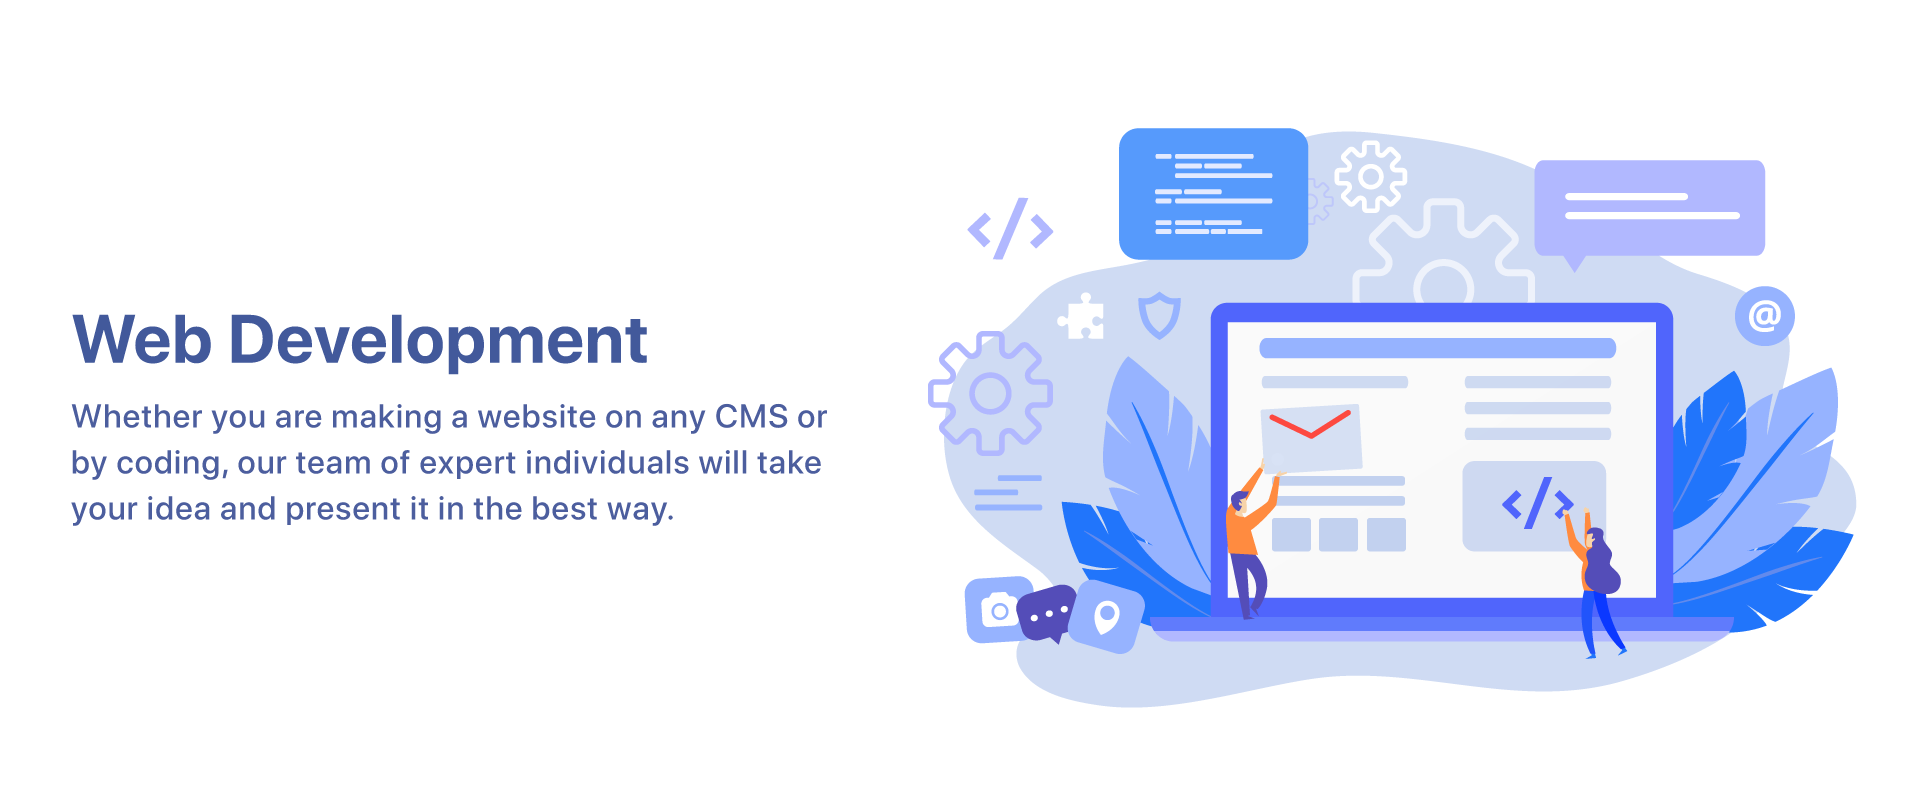 Web Development
Whether you are making a website on any CMS or
by coding, our team of expert individuals will take
your idea and present it in the best way.
</>
@
</>